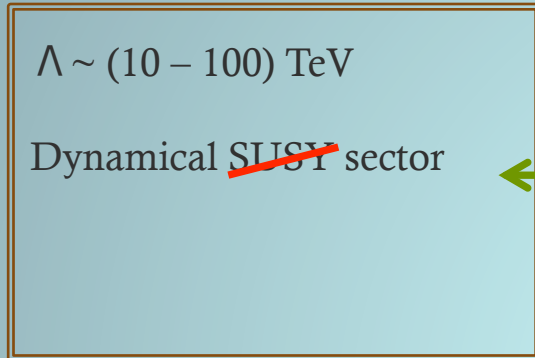 Λ ~ (10 – 100) TeV
Dynamical SUSY sector